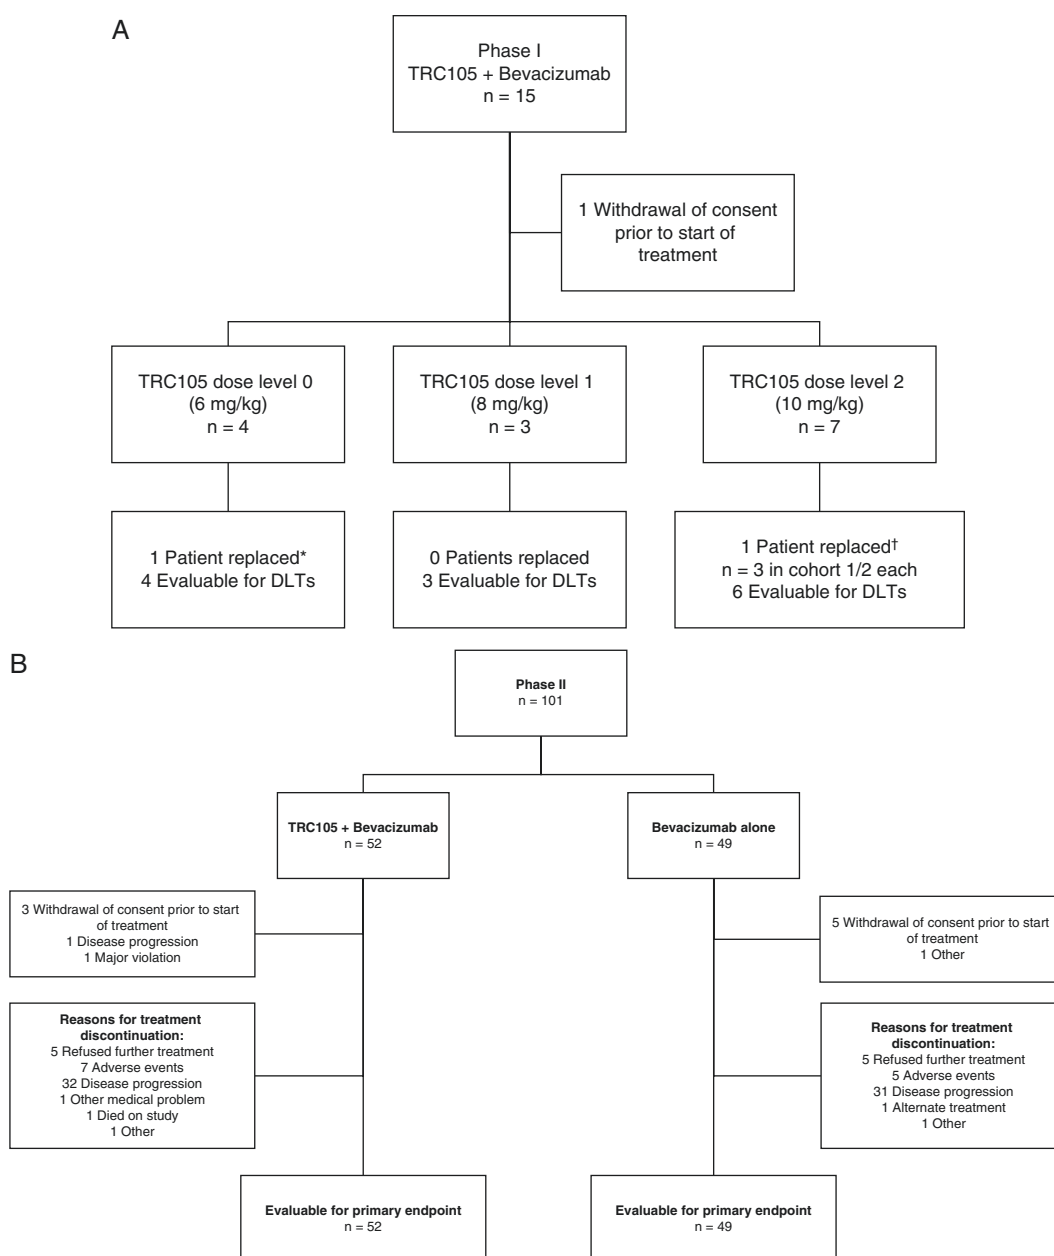 A
Phase I
TRC105 + Bevacizumab
n = 15
1 Withdrawal of consent
prior to start of
treatment
TRC105 dose level 0
(6 mg/kg)
n = 4
TRC105 dose level 1
(8 mg/kg)
n = 3
TRC105 dose level 2
(10 mg/kg)
n = 7
1 Patient replaced*
4 Evaluable for DLTs
0 Patients replaced
3 Evaluable for DLTs
1 Patient replaced†
n = 3 in cohort 1/2 each
6 Evaluable for DLTs
B
Phase II
n = 101
TRC105 + Bevacizumab
n = 52
Bevacizumab alone
n = 49
3 Withdrawal of consent prior to start
of treatment
1 Disease progression
1 Major violation
5 Withdrawal of consent prior to start
of treatment
1 Other
Reasons for treatment
discontinuation:
5 Refused further treatment
7 Adverse events
32 Disease progression
1 Other medical problem
1 Died on study
1 Other
Reasons for treatment
discontinuation:
5 Refused further treatment
5 Adverse events
31 Disease progression
1 Alternate treatment
1 Other
Evaluable for primary endpoint
n = 52
Evaluable for primary endpoint
n = 49